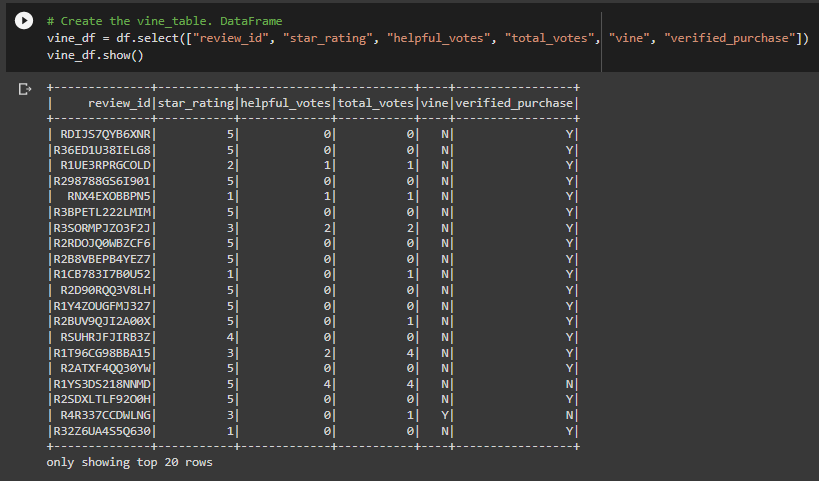 # Create the vine_table. DataFrame
vine_df = df.select(["review_id", "star_rating", "helpful_votes", "total_votes", "vine", "verified_purchase"])
vine_df.show()
+--------------+-----------+-------------+-----------+----+-----------------+
|     review_id|star_rating|helpful_votes|total_votes|vine|verified_purchase|
+--------------+-----------+-------------+-----------+----+-----------------+
| RDIJS7QYB6XNR|          5|            0|          0|   N|                Y|
|R36ED1U38IELG8|          5|            0|          0|   N|                Y|
| R1UE3RPRGCOLD|          2|            1|          1|   N|                Y|
|R298788GS6I901|          5|            0|          0|   N|                Y|
|  RNX4EXOBBPN5|          1|            1|          1|   N|                Y|
|R3BPETL222LMIM|          5|            0|          0|   N|                Y|
|R3SORMPJZO3F2J|          3|            2|          2|   N|                Y|
|R2RDOJQ0WBZCF6|          5|            0|          0|   N|                Y|
|R2B8VBEPB4YEZ7|          5|            0|          0|   N|                Y|
|R1CB783I7B0U52|          1|            0|          1|   N|                Y|
| R2D90RQQ3V8LH|          5|            0|          0|   N|                Y|
|R1Y4ZOUGFMJ327|          5|            0|          0|   N|                Y|
|R2BUV9QJI2A00X|          5|            0|          1|   N|                Y|
| RSUHRJFJIRB3Z|          4|            0|          0|   N|                Y|
|R1T96CG98BBA15|          3|            2|          4|   N|                Y|
| R2ATXF4QQ30YW|          5|            0|          0|   N|                Y|
|R1YS3DS218NNMD|          5|            4|          4|   N|                N|
|R2SDXLTLF92O0H|          5|            0|          0|   N|                Y|
| R4R337CCDWLNG|          3|            0|          1|   Y|                N|
|R32Z6UA4S5Q630|          1|            0|          0|   N|                Y|
+--------------+-----------+-------------+-----------+----+-----------------+
only showing top 20 rows